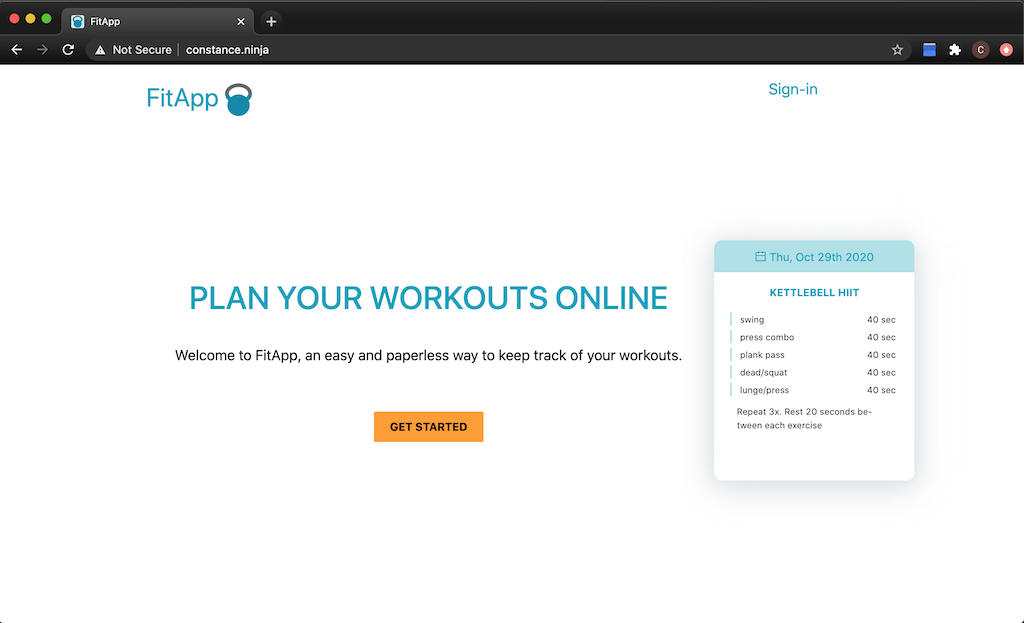 FitApp
Not Secure constance.ninja
C
FitApp
Sign-in
PLAN YOUR WORKOUTS ONLINE
Welcome to FitApp, an easy and paperless way to keep track of your workouts.
GET STARTED
Thu, Oct 29th 2020
KETTLEBELL HIIT
swing 40 sec
press combo 40 sec
plank pass 40 sec
dead/squat 40 sec
lunge/press 40 sec
Repeat 3x. Rest 20 seconds be-
tween each exercise